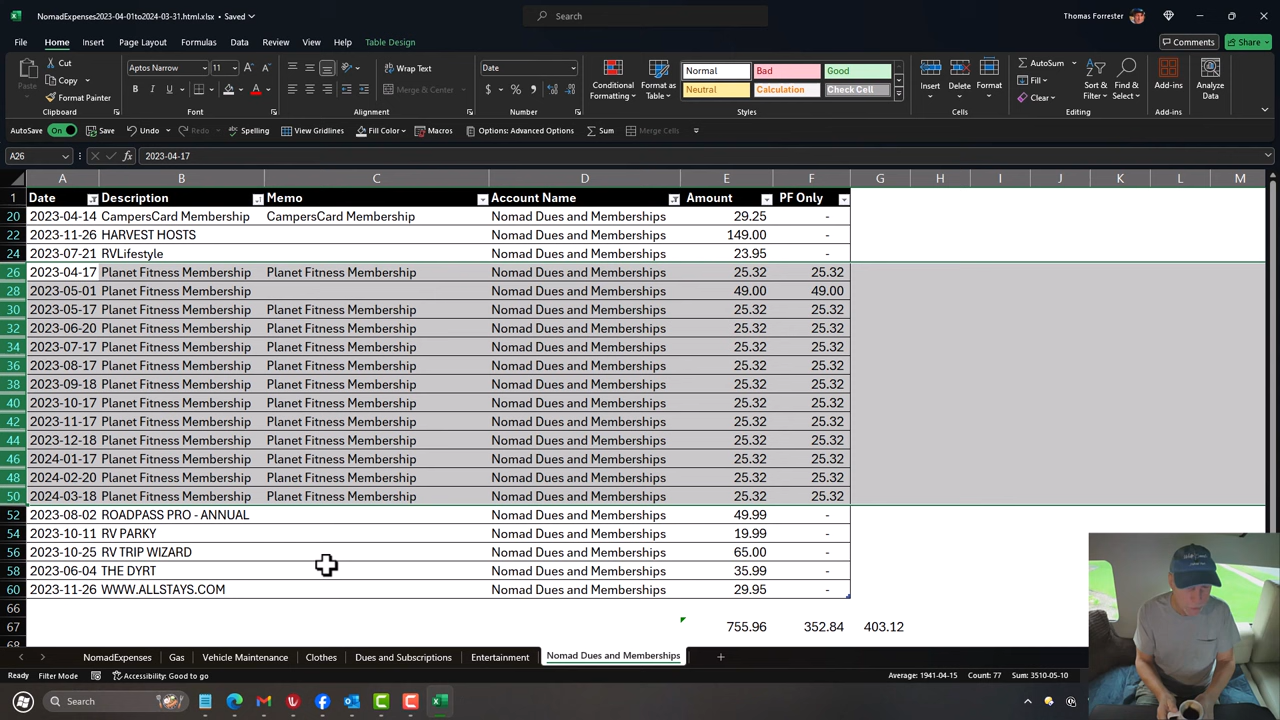 NomadExpenses2023-04-01to2024-03-31.html.xlsx • Saved
Search
Thomas Forrester
File Home Insert Page Layout Formulas Data Review View Help Table Design
Comments Share
Paste
Cut
Copy
Format Painter
Clipboard
Aptos Narrow 11
B I U
Font
Wrap Text
Merge & Center
Alignment
Date
Number
Conditional Formatting
Format as Table
Normal Bad Good
Neutral Calculation Check Cell
Styles
Insert Delete Format
Cells
AutoSum
Fill
Clear
Sort & Filter
Find & Select
Editing
Add-ins
Add-ins
Analyze Data
AutoSave On Save Undo Redo Spelling View Gridlines Fill Color Macros Options: Advanced Options Sum Merge Cells
A26 fx 2023-04-17
A B C D E F G H I J K L M
1 Date Description Memo Account Name Amount PF Only
20 2023-04-14 CampersCard Membership CampersCard Membership Nomad Dues and Memberships 29.25 -
22 2023-11-26 HARVEST HOSTS Nomad Dues and Memberships 149.00 -
24 2023-07-21 RVLifestyle Nomad Dues and Memberships 23.95 -
26 2023-04-17 Planet Fitness Membership Planet Fitness Membership Nomad Dues and Memberships 25.32 25.32
28 2023-05-01 Planet Fitness Membership Nomad Dues and Memberships 49.00 49.00
30 2023-05-17 Planet Fitness Membership Planet Fitness Membership Nomad Dues and Memberships 25.32 25.32
32 2023-06-20 Planet Fitness Membership Planet Fitness Membership Nomad Dues and Memberships 25.32 25.32
34 2023-07-17 Planet Fitness Membership Planet Fitness Membership Nomad Dues and Memberships 25.32 25.32
36 2023-08-17 Planet Fitness Membership Planet Fitness Membership Nomad Dues and Memberships 25.32 25.32
38 2023-09-18 Planet Fitness Membership Planet Fitness Membership Nomad Dues and Memberships 25.32 25.32
40 2023-10-17 Planet Fitness Membership Planet Fitness Membership Nomad Dues and Memberships 25.32 25.32
42 2023-11-17 Planet Fitness Membership Planet Fitness Membership Nomad Dues and Memberships 25.32 25.32
44 2023-12-18 Planet Fitness Membership Planet Fitness Membership Nomad Dues and Memberships 25.32 25.32
46 2024-01-17 Planet Fitness Membership Planet Fitness Membership Nomad Dues and Memberships 25.32 25.32
48 2024-02-20 Planet Fitness Membership Planet Fitness Membership Nomad Dues and Memberships 25.32 25.32
50 2024-03-18 Planet Fitness Membership Planet Fitness Membership Nomad Dues and Memberships 25.32 25.32
52 2023-08-02 ROADPASS PRO - ANNUAL Nomad Dues and Memberships 49.99 -
54 2023-10-11 RV PARKY Nomad Dues and Memberships 19.99 -
56 2023-10-25 RV TRIP WIZARD Nomad Dues and Memberships 65.00 -
58 2023-06-04 THE DYRT Nomad Dues and Memberships 35.99 -
60 2023-11-26 WWW.ALLSTAYS.COM Nomad Dues and Memberships 29.95 -
66
67 755.96 352.84 403.12
68
NomadExpenses Gas Vehicle Maintenance Clothes Dues and Subscriptions Entertainment Nomad Dues and Memberships
Ready Filter Mode Accessibility: Good to go Average: 1941-04-15 Count: 77 Sum: 3510-05-10
Search